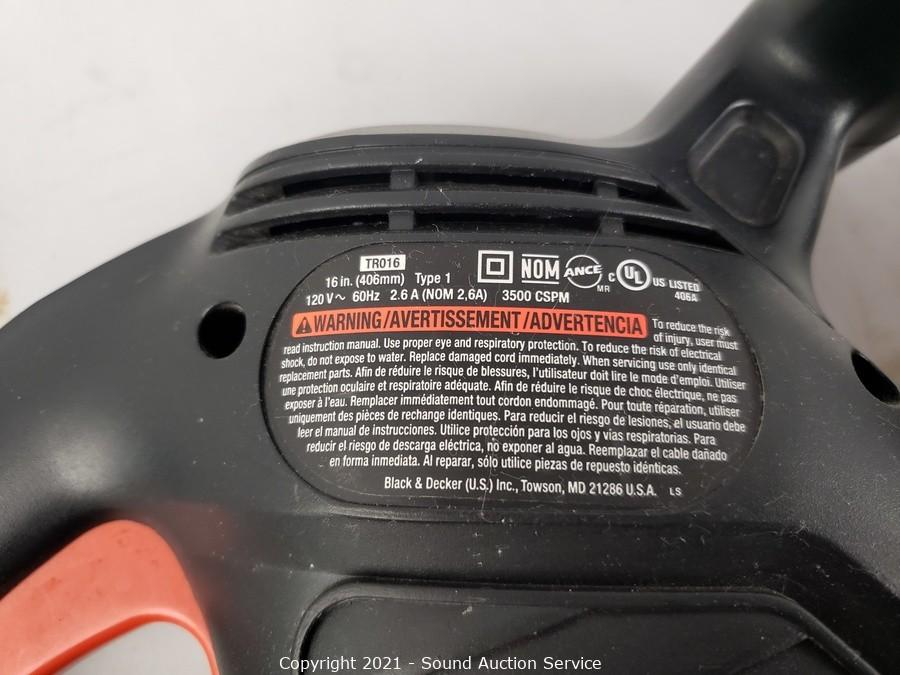 TR016
16 in. (406mm) Type 1
120 V ~ 60Hz 2.6 A (NOM 2,6A) 3500 CSPM
NOM ANCE MR C UL US LISTED
406A
WARNING/AVERTISSEMENT/ADVERTENCIA To reduce the risk
of injury, user must
read instruction manual. Use proper eye and respiratory protection. To reduce the risk of electrical
shock, do not expose to water. Replace damaged cord immediately. When servicing use only identical
replacement parts. Afin de réduire le risque de blessures, l'utilisateur doit lire le mode d'emploi. Utiliser
une protection oculaire et respiratoire adéquate. Afin de réduire le risque de choc électrique, ne pas
exposer à l'eau. Remplacer immédiatement tout cordon endommagé. Pour toute réparation, utiliser
uniquement des pièces de rechange identiques. Para reducir el riesgo de lesiones, el usuario debe
leer el manual de instrucciones. Utilice protección para los ojos y vías respiratorias. Para
reducir el riesgo de descarga eléctrica, no exponer al agua. Reemplazar el cable dañado
en forma inmediata. Al reparar, sólo utilice piezas de repuesto idénticas.
Black & Decker (U.S.) Inc., Towson, MD 21286 U.S.A. LS
Copyright 2021 - Sound Auction Service